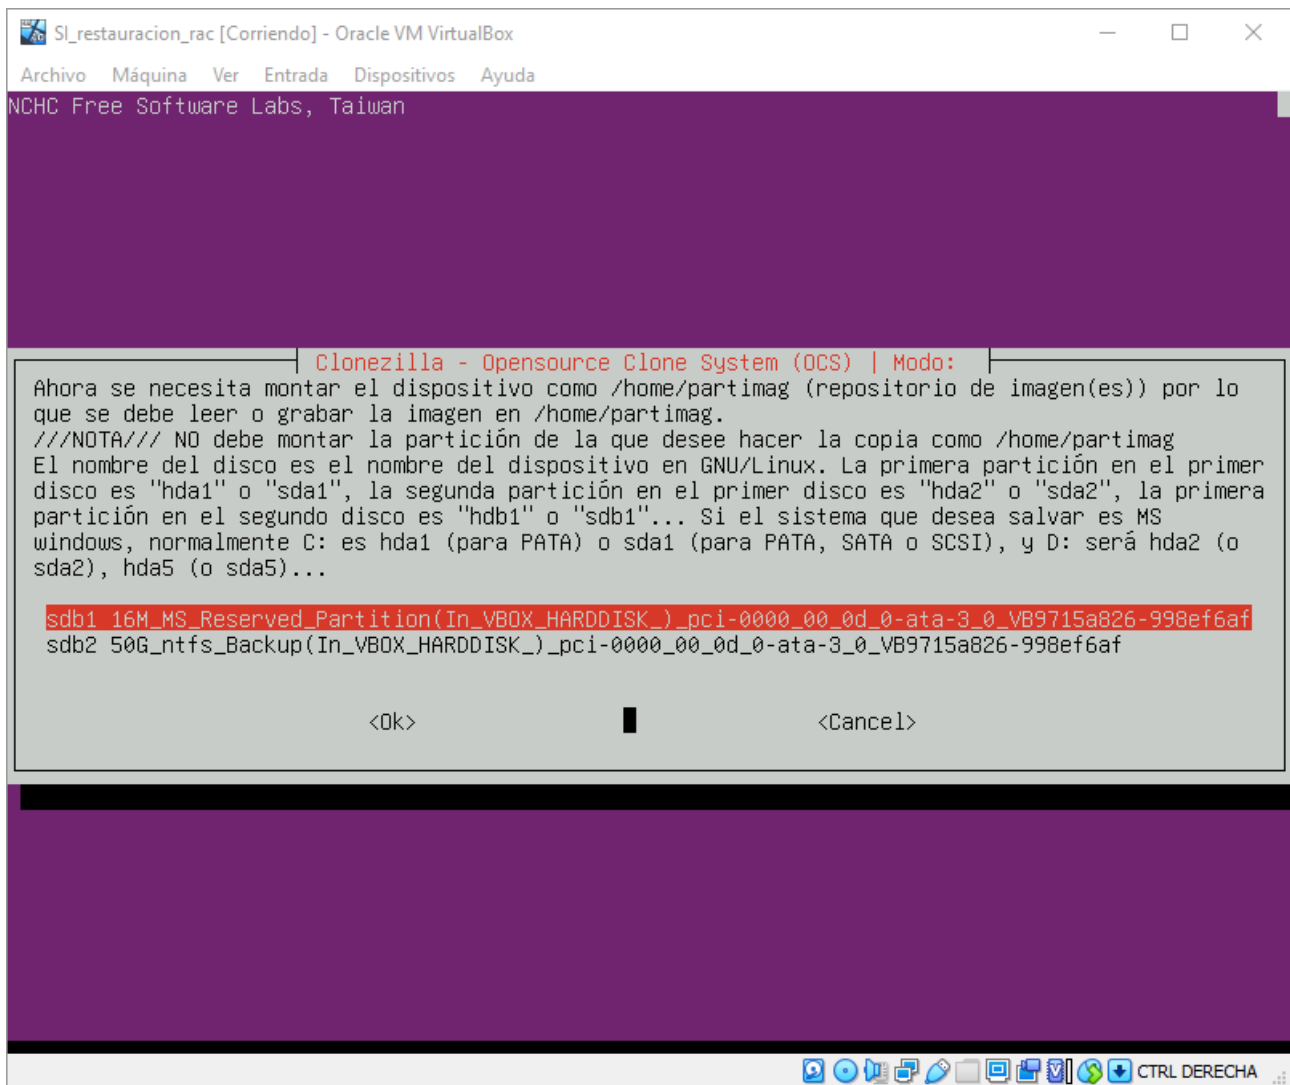 SI_restauracion_rac [Corriendo] - Oracle VM VirtualBox
Archivo Máquina Ver Entrada Dispositivos Ayuda
NCHC Free Software Labs, Taiwan
Clonezilla - Opensource Clone System (OCS) | Modo:
Ahora se necesita montar el dispositivo como /home/partimag (repositorio de imagen(es)) por lo
que se debe leer o grabar la imagen en /home/partimag.
///NOTA/// NO debe montar la partición de la que desee hacer la copia como /home/partimag
El nombre del disco es el nombre del dispositivo en GNU/Linux. La primera partición en el primer
disco es "hda1" o "sda1", la segunda partición en el primer disco es "hda2" o "sda2", la primera
partición en el segundo disco es "hdb1" o "sdb1"... Si el sistema que desea salvar es MS
windows, normalmente C: es hda1 (para PATA) o sda1 (para PATA, SATA o SCSI), y D: será hda2 (o
sda2), hda5 (o sda5)...
sdb1 16M_MS_Reserved_Partition(In_VBOX_HARDDISK_)_pci-0000_00_0d_0-ata-3_0_VB9715a826-998ef6af
sdb2 50G_ntfs_Backup(In_VBOX_HARDDISK_)_pci-0000_00_0d_0-ata-3_0_VB9715a826-998ef6af
<Ok> <Cancel>
CTRL DERECHA